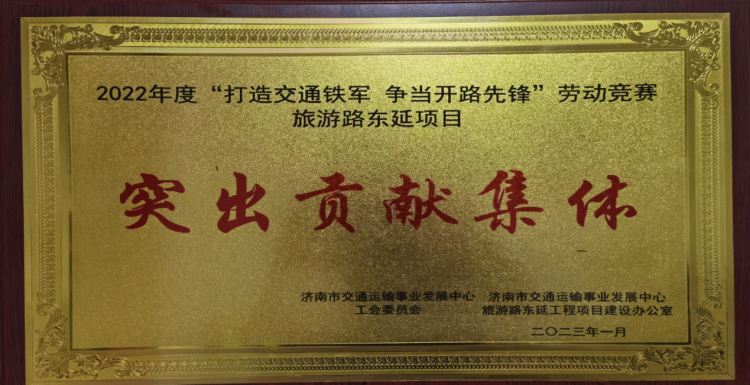 2022年度“打造交通铁军 争当开路先锋”劳动竞赛
旅游路东延项目
突出贡献集体
济南市交通运输事业发展中心 济南市交通运输事业发展中心
工会委员会 旅游路东延工程项目建设办公室
二〇二三年一月